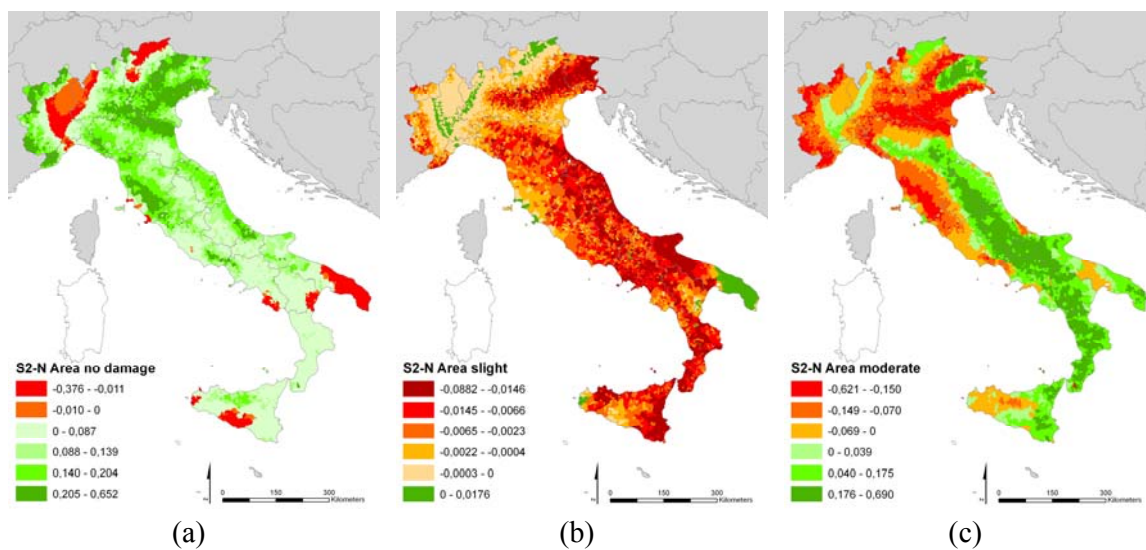 S2-N Area no damage
-0,376 - -0,011
-0,010 - 0
0 - 0,087
0,088 - 0,139
0,140 - 0,204
0,205 - 0,652
0 75 150 300
Kilometers
(a)
S2-N Area slight
-0,0882 - -0,0146
-0,0145 - -0,0066
-0,0065 - -0,0023
-0,0022 - -0,0004
-0,0003 - 0
0 - 0,0176
0 75 150 300
Kilometers
(b)
S2-N Area moderate
-0,621 - -0,150
-0,149 - -0,070
-0,069 - 0
0 - 0,039
0,040 - 0,175
0,176 - 0,690
0 75 150 300
Kilometers
(c)